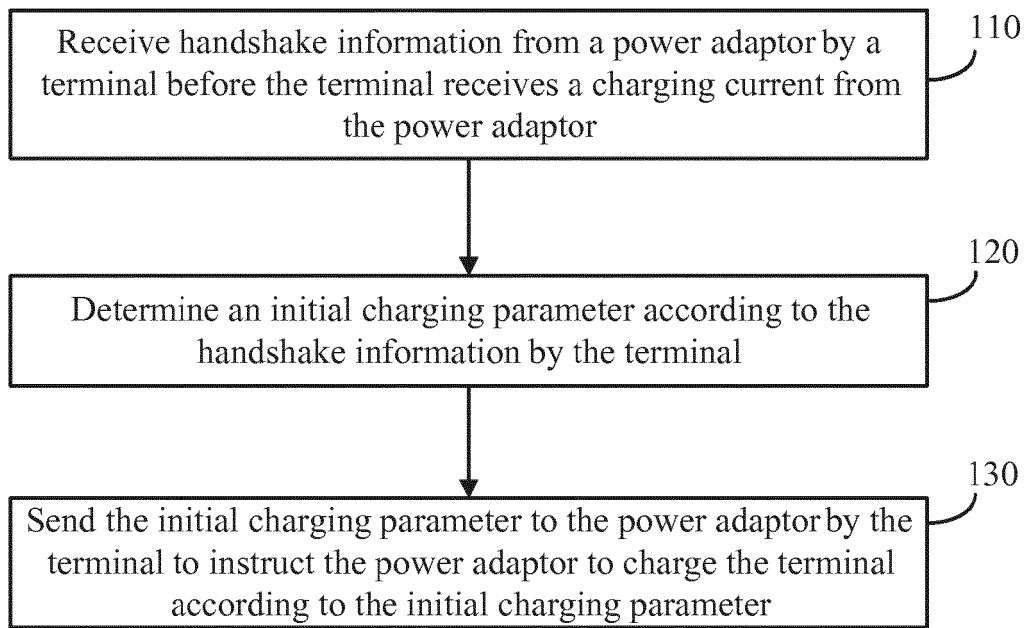 110
Receive handshake information from a power adaptor by a
terminal before the terminal receives a charging current from
the power adaptor
120
Determine an initial charging parameter according to the
handshake information by the terminal
130
Send the initial charging parameter to the power adaptor by the
terminal to instruct the power adaptor to charge the terminal
according to the initial charging parameter